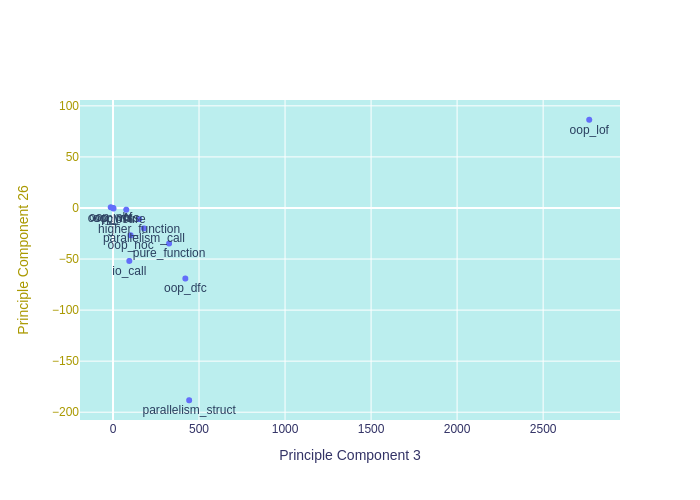 100
50
0
−50
−100
−150
−200
Principle Component 26
oop_lof
higher_function
parallelism_call
oop_noc
pure_function
io_call
oop_dfc
parallelism_struct
0
500
1000
1500
2000
2500
Principle Component 3